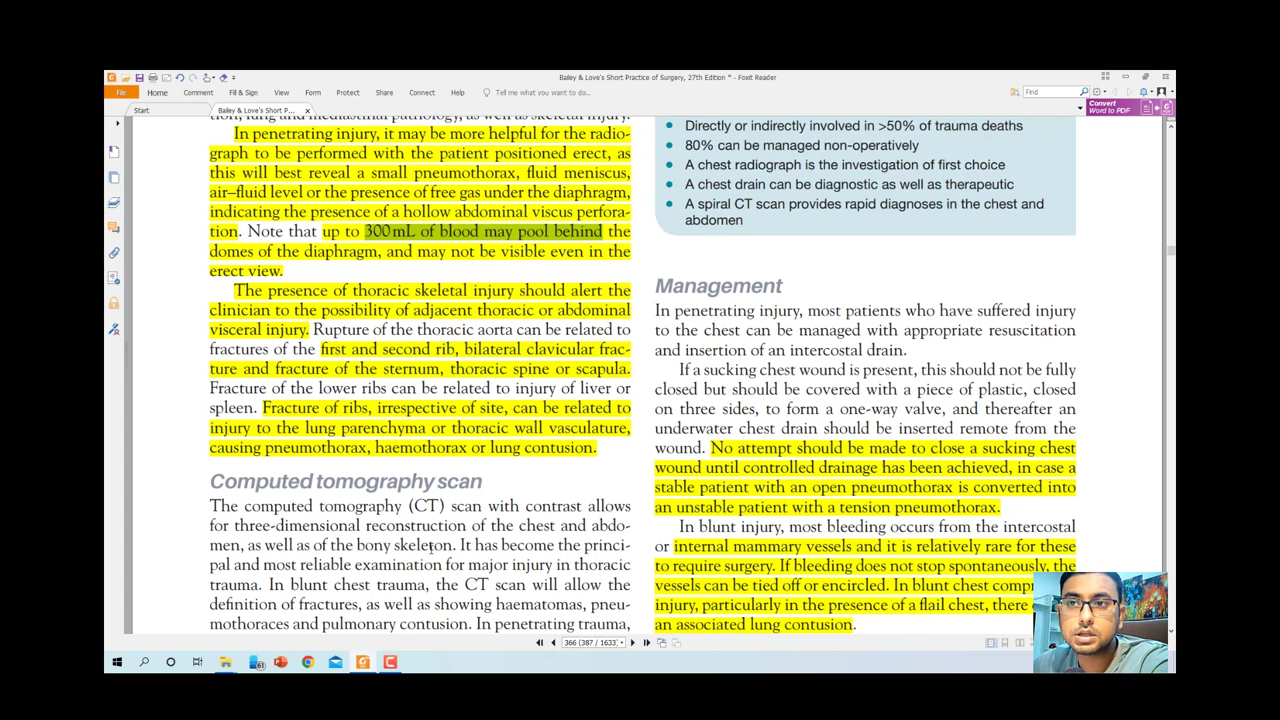 Bailey & Love's Short Practice of Surgery, 27th Edition * - Foxit Reader
File Home Comment Fill & Sign View Form Protect Share Connect Help Tell me what you do...
Find
Start
Bailey & Love's Short P...
Convert
Word to PDF
In penetrating injury, it may be more helpful for the radio-
graph to be performed with the patient positioned erect, as
this will best reveal a small pneumothorax, fluid meniscus,
air–fluid level or the presence of free gas under the diaphragm,
indicating the presence of a hollow abdominal viscus perfora-
tion. Note that up to 300 mL of blood may pool behind the
domes of the diaphragm, and may not be visible even in the
erect view.
The presence of thoracic skeletal injury should alert the
clinician to the possibility of adjacent thoracic or abdominal
visceral injury. Rupture of the thoracic aorta can be related to
fractures of the first and second rib, bilateral clavicular frac-
ture and fracture of the sternum, thoracic spine or scapula.
Fracture of the lower ribs can be related to injury of liver or
spleen. Fracture of ribs, irrespective of site, can be related to
injury to the lung parenchyma or thoracic wall vasculature,
causing pneumothorax, haemothorax or lung contusion.
Computed tomography scan
The computed tomography (CT) scan with contrast allows
for three-dimensional reconstruction of the chest and abdo-
men, as well as of the bony skeleton. It has become the princi-
pal and most reliable examination for major injury in thoracic
trauma. In blunt chest trauma, the CT scan will allow the
definition of fractures, as well as showing haematomas, pneu-
mothoraces and pulmonary contusion. In penetrating trauma,
Directly or indirectly involved in >50% of trauma deaths
80% can be managed non-operatively
A chest radiograph is the investigation of first choice
A chest drain can be diagnostic as well as therapeutic
A spiral CT scan provides rapid diagnoses in the chest and
abdomen
Management
In penetrating injury, most patients who have suffered injury
to the chest can be managed with appropriate resuscitation
and insertion of an intercostal drain.
If a sucking chest wound is present, this should not be fully
closed but should be covered with a piece of plastic, closed
on three sides, to form a one-way valve, and thereafter an
underwater chest drain should be inserted remote from the
wound. No attempt should be made to close a sucking chest
wound until controlled drainage has been achieved, in case a
stable patient with an open pneumothorax is converted into
an unstable patient with a tension pneumothorax.
In blunt injury, most bleeding occurs from the intercostal
or internal mammary vessels and it is relatively rare for these
to require surgery. If bleeding does not stop spontaneously, the
vessels can be tied off or encircled. In blunt chest
injury, particularly in the presence of a flail chest, there
an associated lung contusion.
366 (387 / 1633)
61